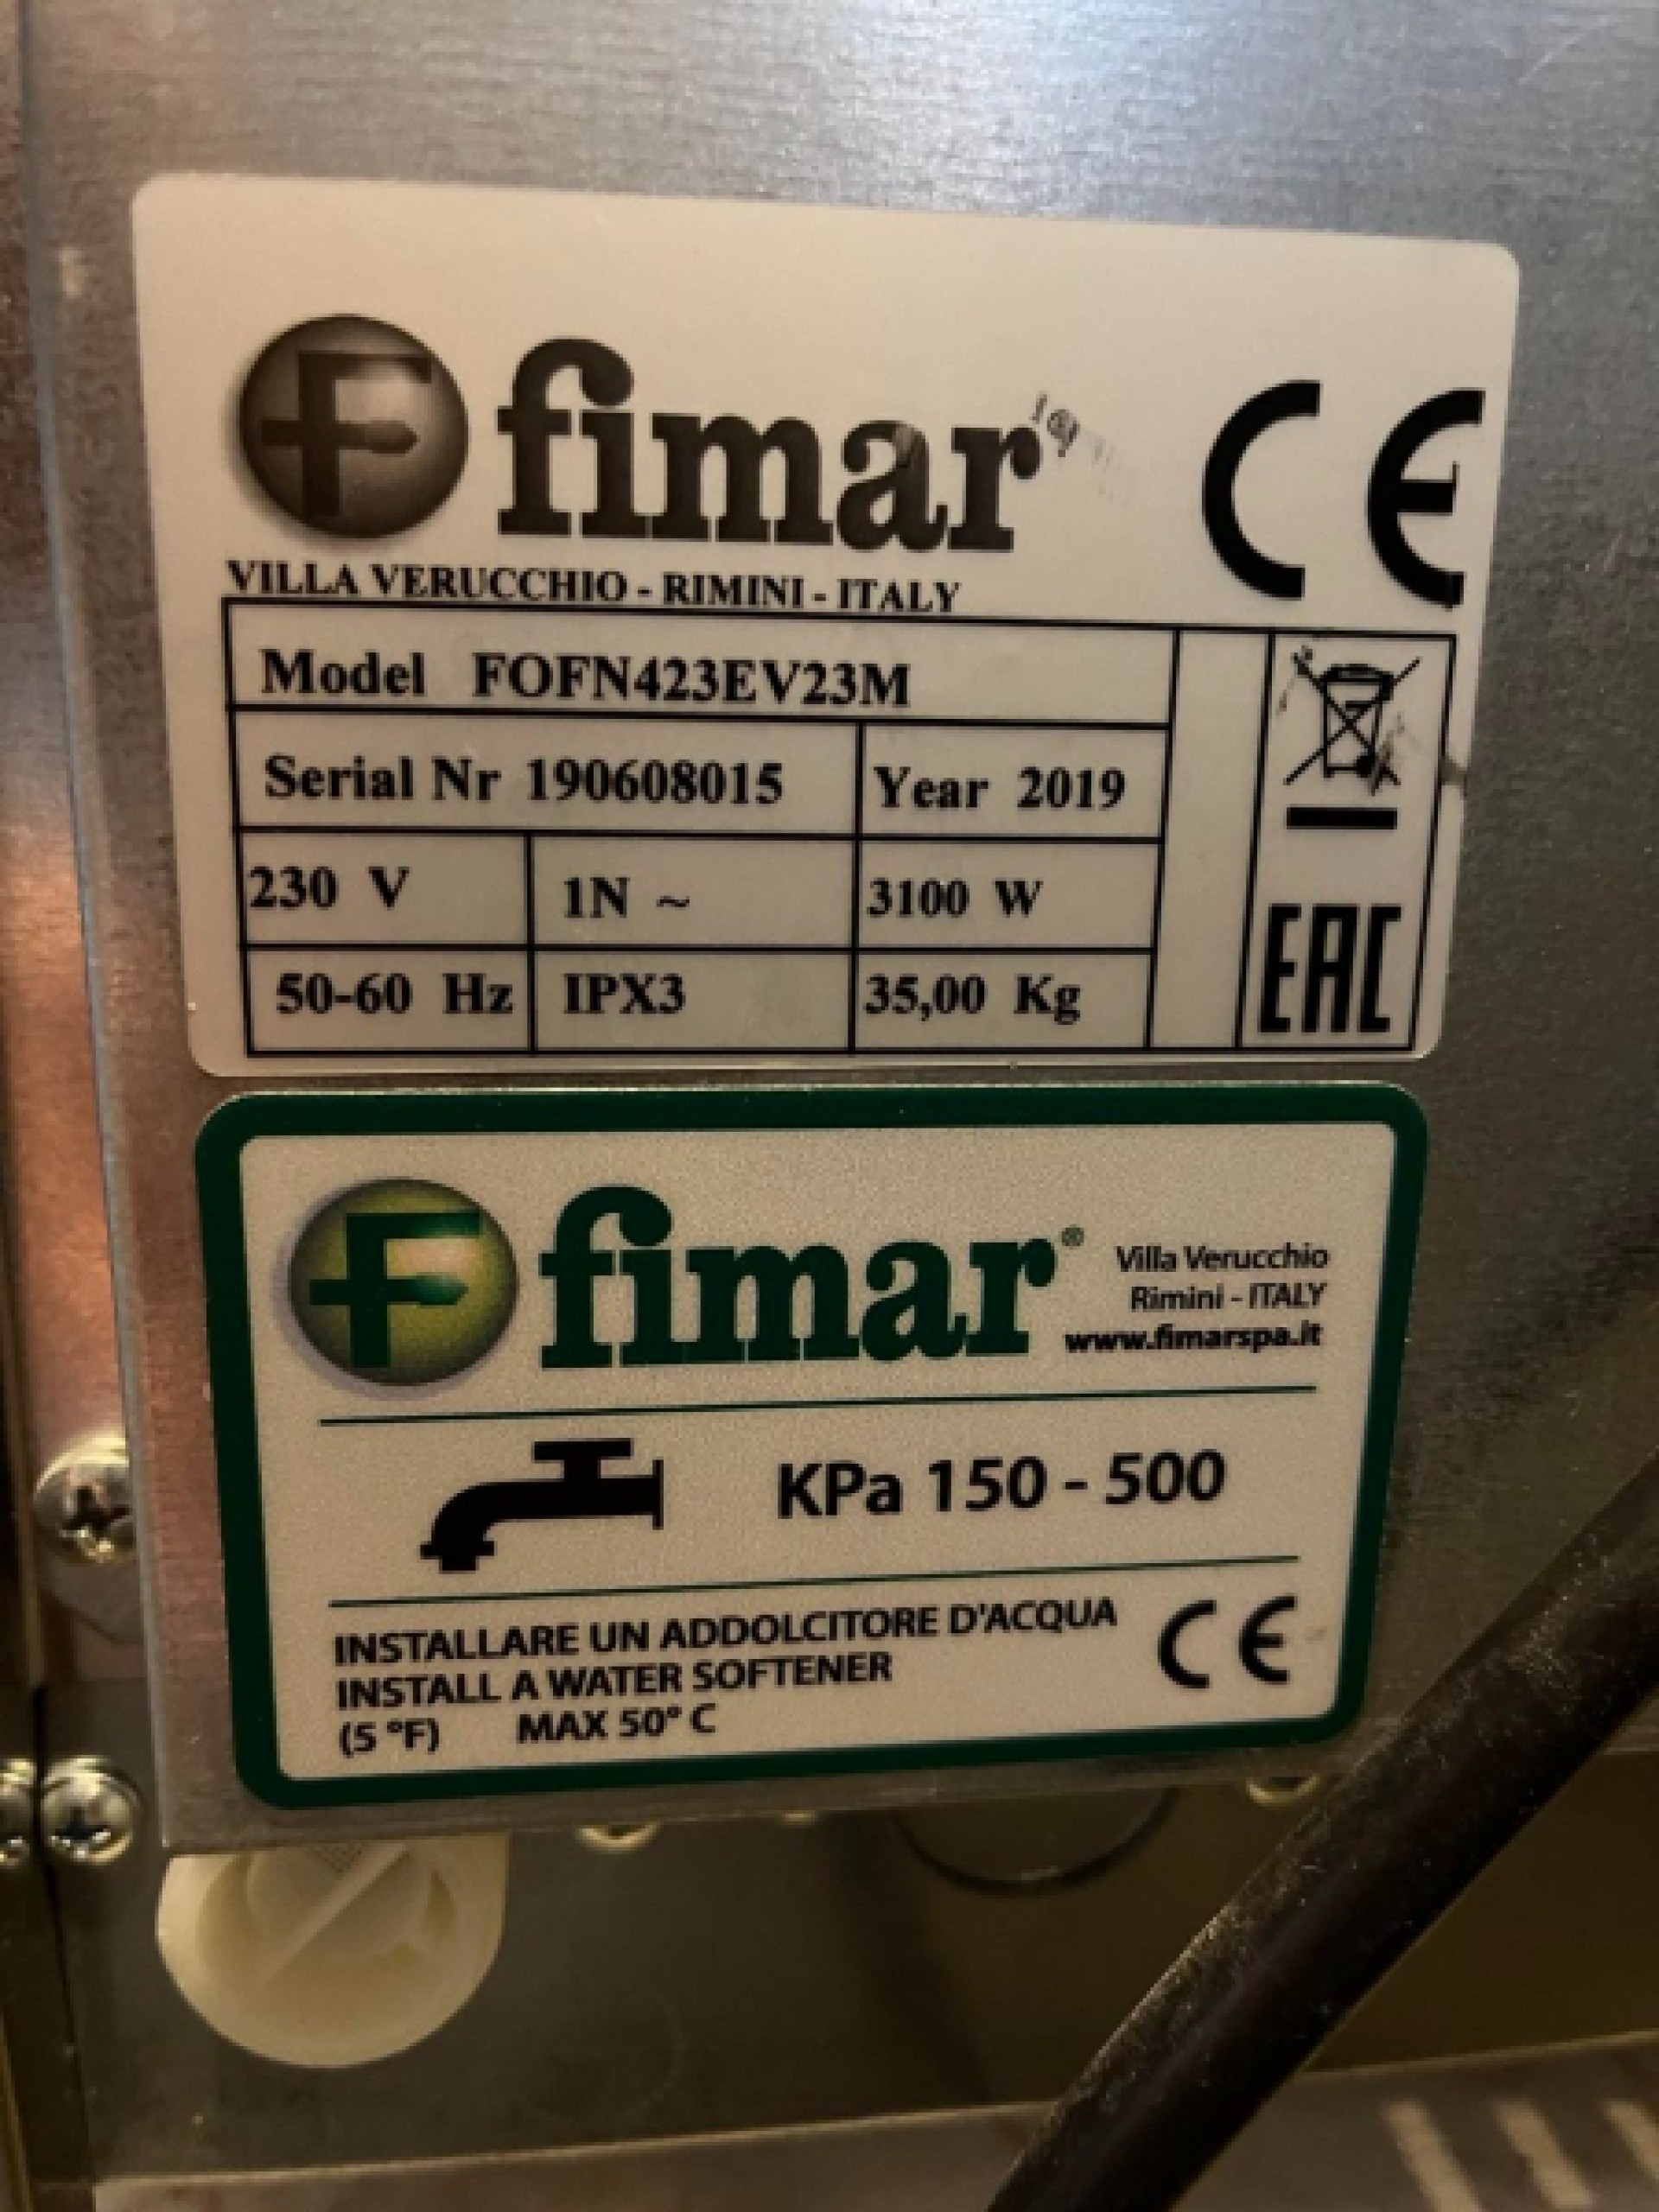 fimar
CE
VILLA VERUCCHIO - RIMINI - ITALY
Model FOFN423EV23M
Serial Nr 190608015 Year 2019
230 V 1N ~ 3100 W
50-60 Hz IPX3 35,00 Kg
EAC
fimar®
Villa Verucchio
Rimini - ITALY
www.fimarspa.it
KPa 150 - 500
INSTALLARE UN ADDOLCITORE D'ACQUA
INSTALL A WATER SOFTENER
(5 °F) MAX 50° C
CE